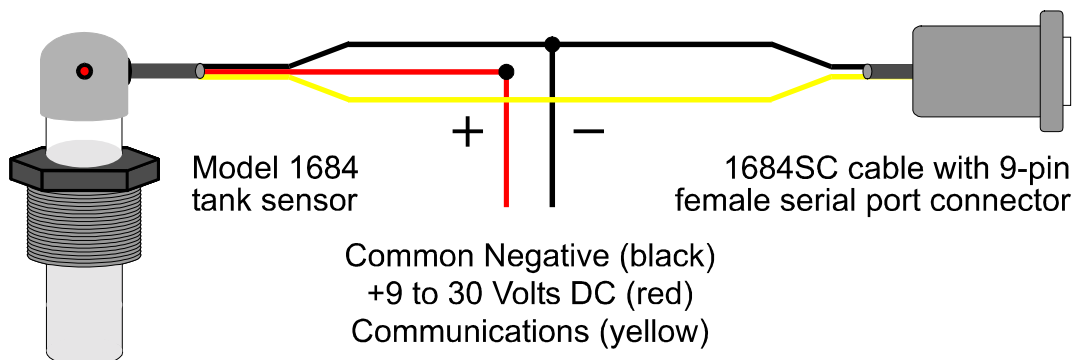 + −
Model 1684
tank sensor
1684SC cable with 9-pin
female serial port connector
Common Negative (black)
+9 to 30 Volts DC (red)
Communications (yellow)